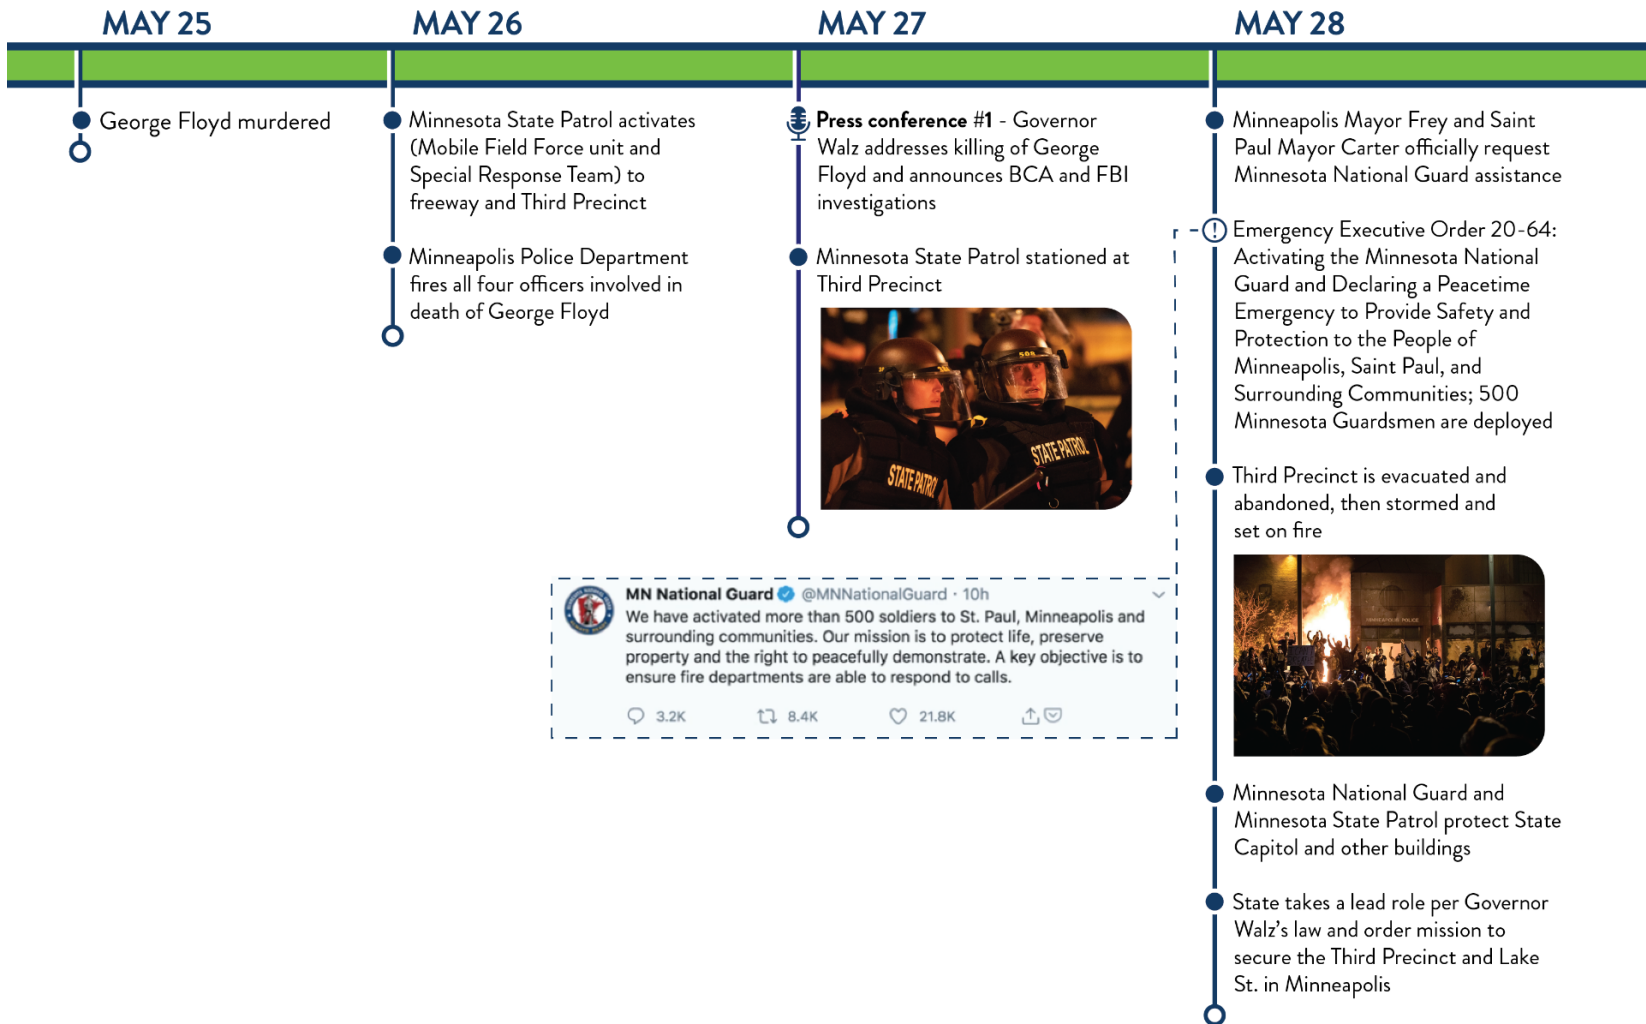 MAY 25
George Floyd murdered
MAY 26
Minnesota State Patrol activates
(Mobile Field Force unit and
Special Response Team) to
freeway and Third Precinct
Minneapolis Police Department
fires all four officers involved in
death of George Floyd
MAY 27
Press conference #1 - Governor
Walz addresses killing of George
Floyd and announces BCA and FBI
investigations
Minnesota State Patrol stationed at
Third Precinct
508
STATE PATROL
STATE PATROL
MN National Guard @MNNationalGuard · 10h
We have activated more than 500 soldiers to St. Paul, Minneapolis and
surrounding communities. Our mission is to protect life, preserve
property and the right to peacefully demonstrate. A key objective is to
ensure fire departments are able to respond to calls.
3.2K 8.4K 21.8K
MAY 28
Minneapolis Mayor Frey and Saint
Paul Mayor Carter officially request
Minnesota National Guard assistance
Emergency Executive Order 20-64:
Activating the Minnesota National
Guard and Declaring a Peacetime
Emergency to Provide Safety and
Protection to the People of
Minneapolis, Saint Paul, and
Surrounding Communities; 500
Minnesota Guardsmen are deployed
Third Precinct is evacuated and
abandoned, then stormed and
set on fire
MINNEAPOLIS POLICE
Minnesota National Guard and
Minnesota State Patrol protect State
Capitol and other buildings
State takes a lead role per Governor
Walz's law and order mission to
secure the Third Precinct and Lake
St. in Minneapolis